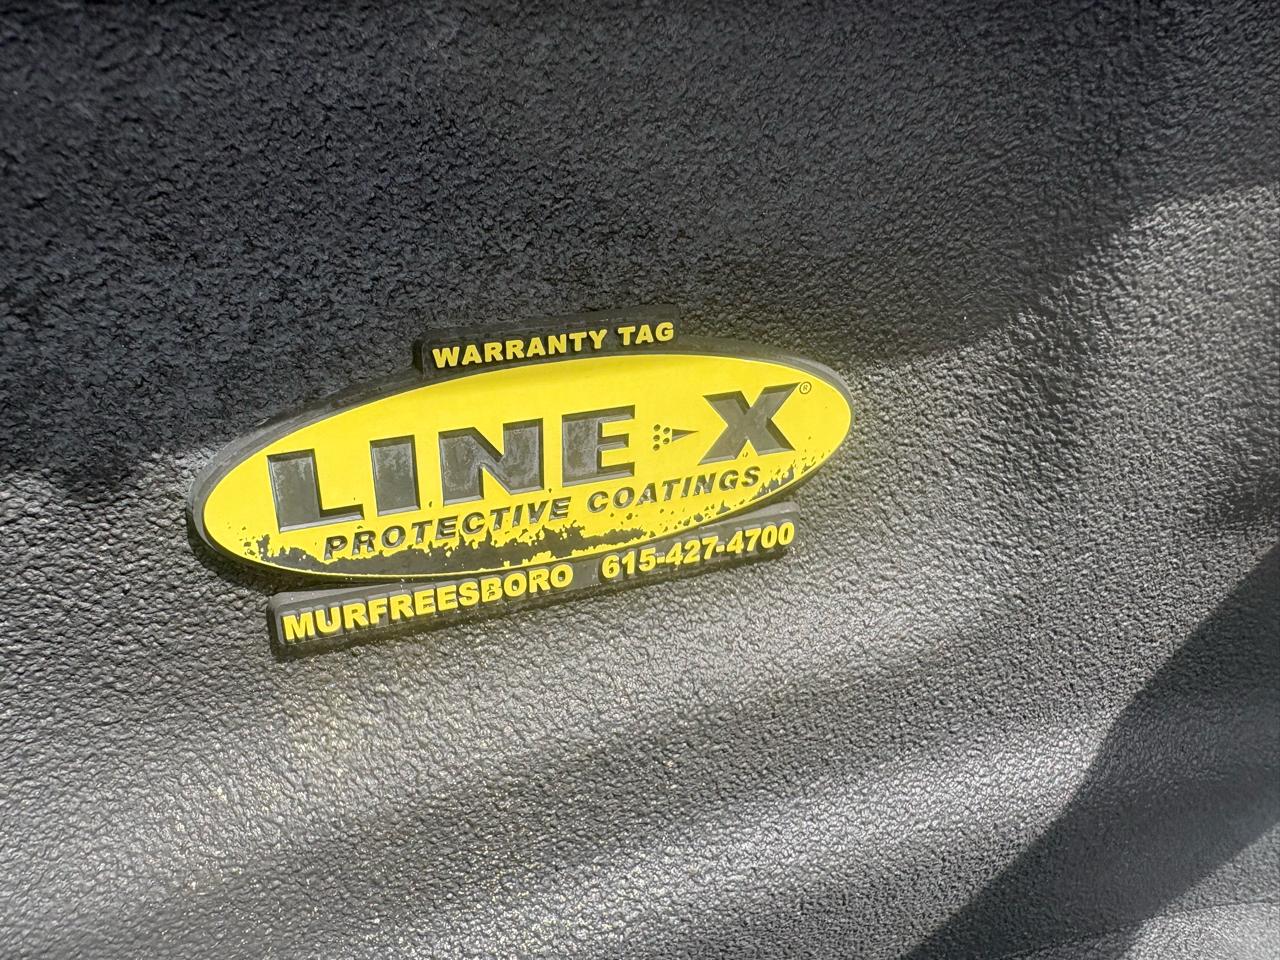 WARRANTY TAG
LINE-X®
PROTECTIVE COATINGS
MURFREESBORO 615-427-4700